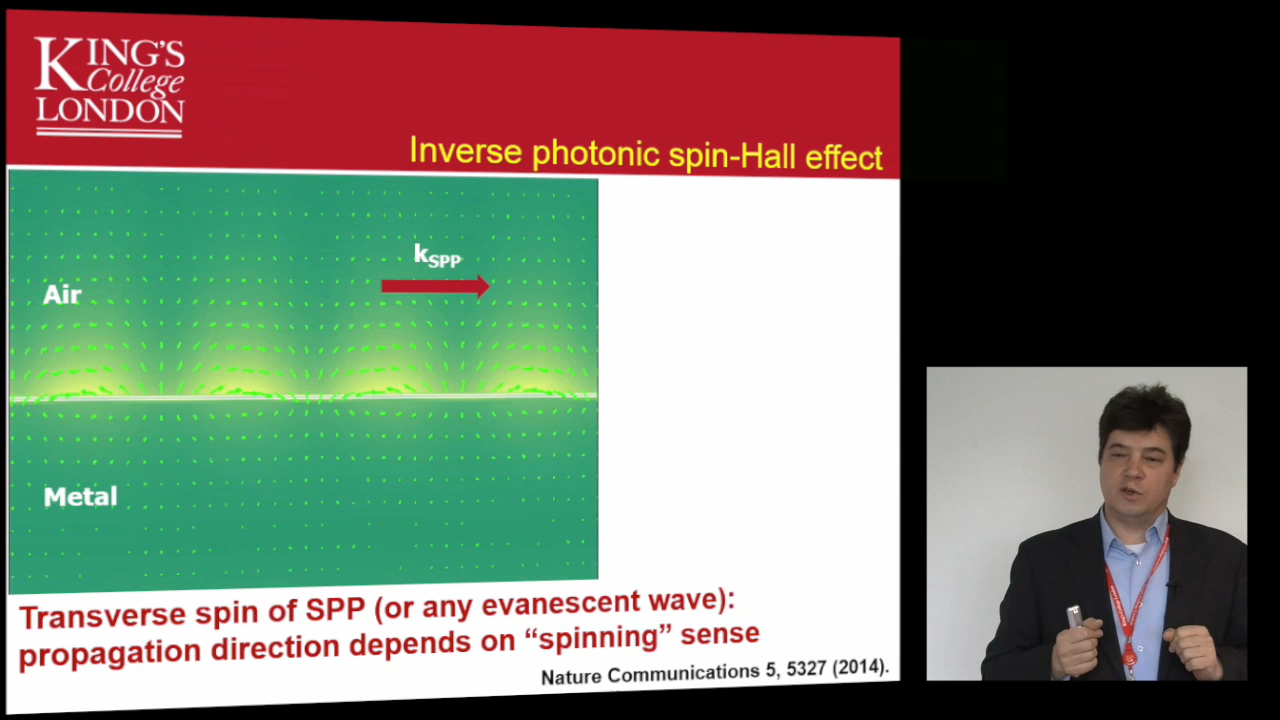 KING'S
College
LONDON
Inverse photonic spin-Hall effect
kSPP
Air
Metal
Transverse spin of SPP (or any evanescent wave):
propagation direction depends on “spinning” sense
Nature Communications 5, 5327 (2014).